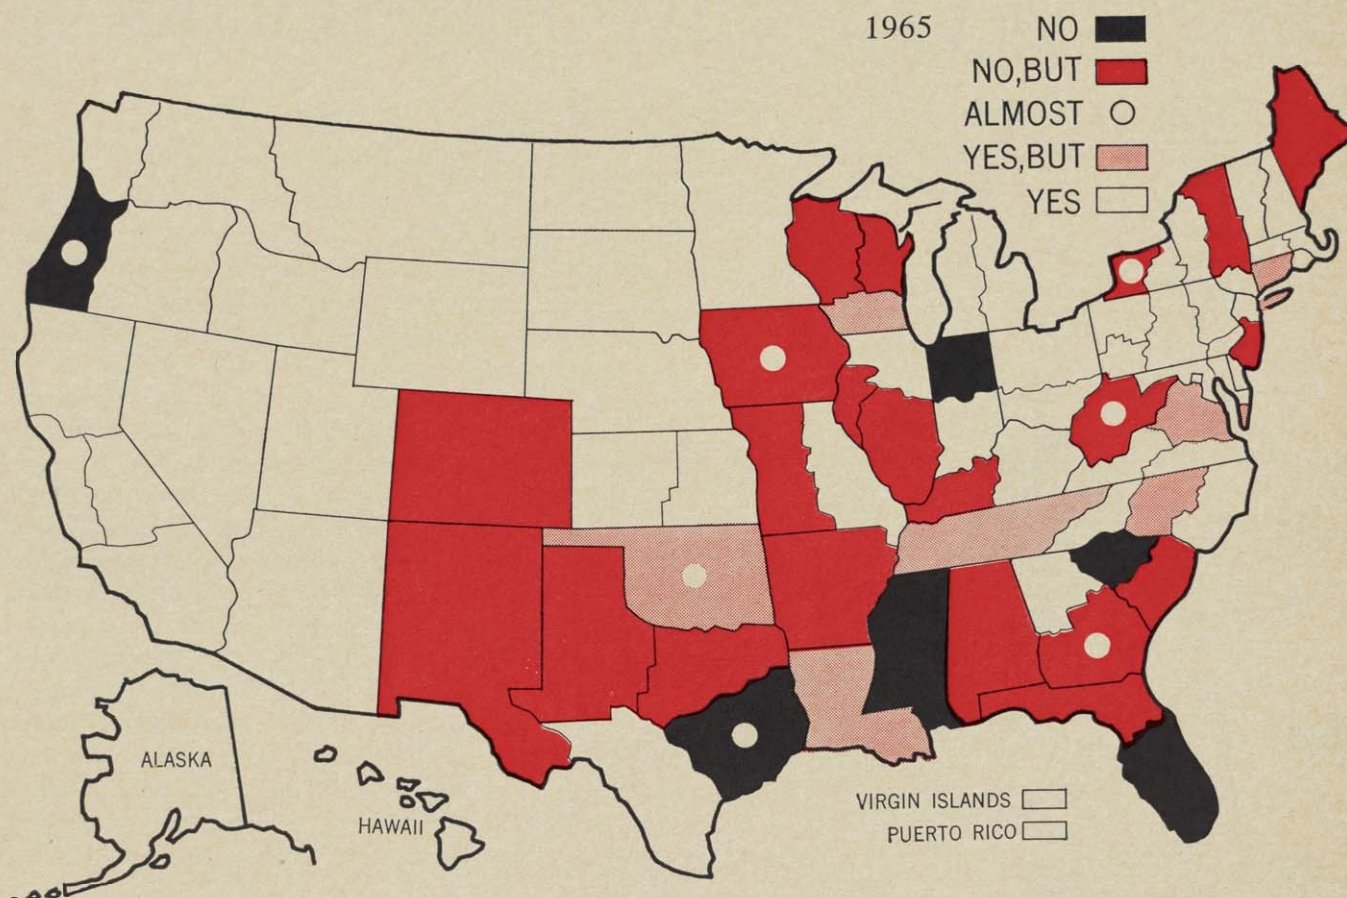 1965
NO
NO,BUT
ALMOST
YES,BUT
YES
ALASKA
HAWAII
VIRGIN ISLANDS
PUERTO RICO